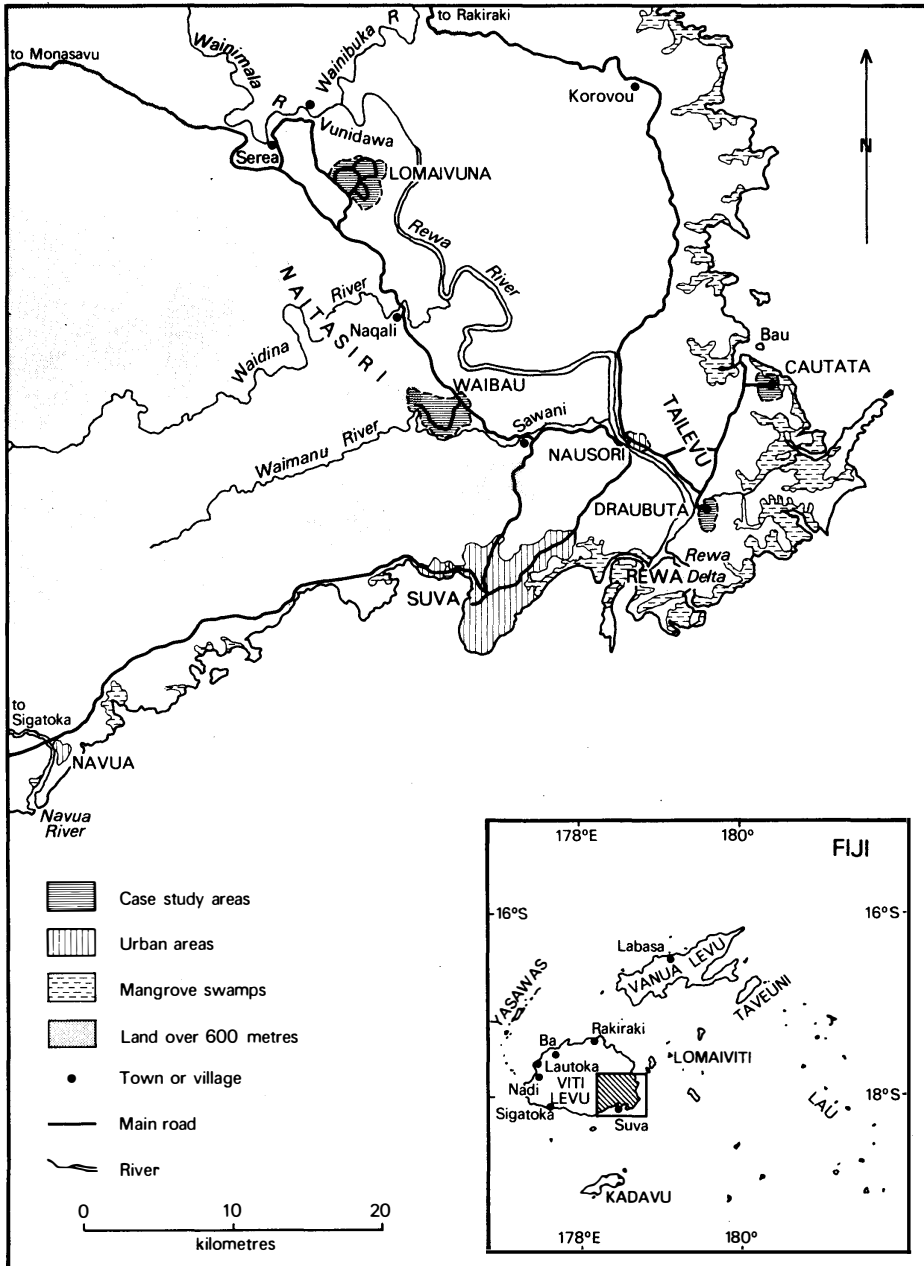 to Rakiraki
to Monasavu
Wainimala
R
Wainibuka
R
Korovou
N
Vunidawa
Serea
LOMAIVUNA
Rewa
River
NAITASIRI
River
Naqali
Waidina
Bau
CAUTATA
WAIBAU
TAILEVU
Sawani
Waimanu River
NAUSORI
DRAUBUTA
Rewa
Delta
REWA
SUVA
to
Sigatoka
NAVUA
Navua
River
Case study areas
Urban areas
Mangrove swamps
Land over 600 metres
Town or village
Main road
River
0 10 20
kilometres
178°E 180°
FIJI
16°S 16°S
Labasa
VANUA LEVU
TAVEUNI
YASAWAS
Rakiraki
Ba
LOMAIVITI
Lautoka
Nadi
VITI
LEVU
18°S
LAU
Sigatoka
Suva
KADAVU
178°E 180°